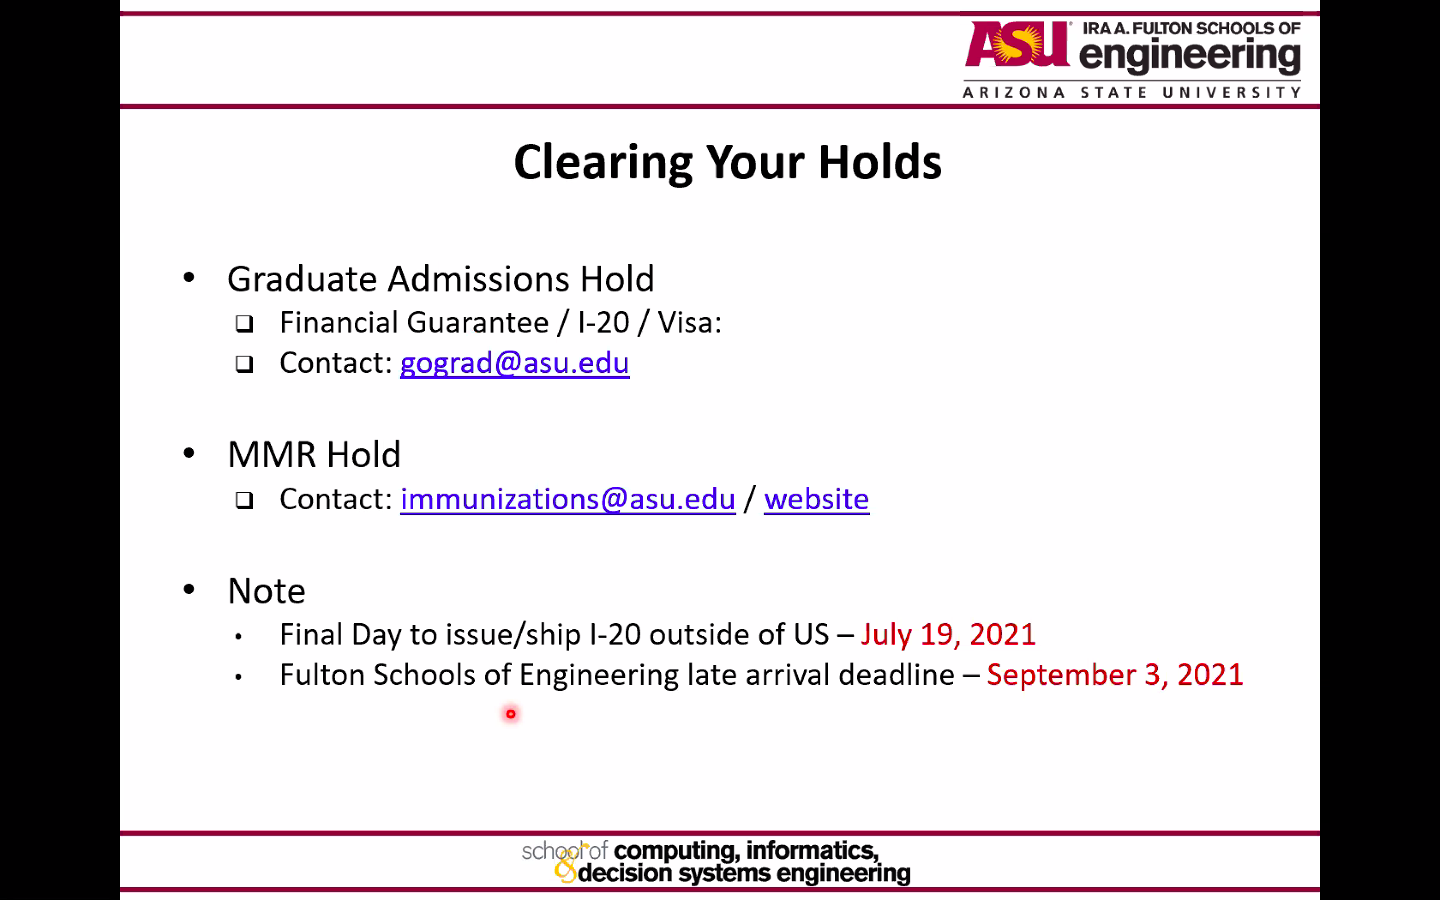 ASU IRA A. FULTON SCHOOLS OF
engineering
ARIZONA STATE UNIVERSITY
Clearing Your Holds
• Graduate Admissions Hold
❑ Financial Guarantee / I-20 / Visa:
❑ Contact: gograd@asu.edu
• MMR Hold
❑ Contact: immunizations@asu.edu / website
• Note
• Final Day to issue/ship I-20 outside of US – July 19, 2021
• Fulton Schools of Engineering late arrival deadline – September 3, 2021
school of computing, informatics,
& decision systems engineering